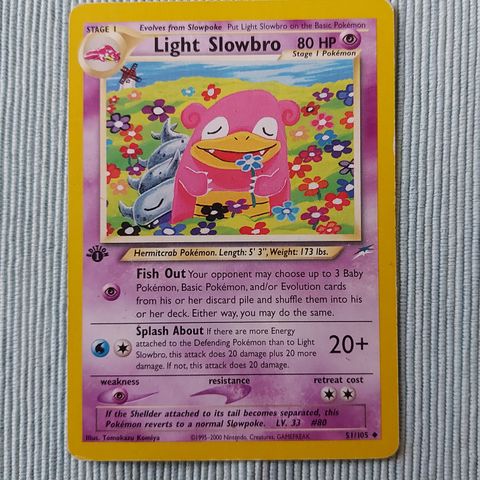 STAGE 1 Evolves from Slowpoke Put Light Slowbro on the Basic Pokémon
Light Slowbro 80 HP
Stage 1 Pokémon
EDITION
1
Hermitcrab Pokémon. Length: 5' 3", Weight: 173 lbs.
Fish Out Your opponent may choose up to 3 Baby
Pokémon, Basic Pokémon, and/or Evolution cards
from his or her discard pile and shuffle them into his
or her deck. Either way, you may do the same.
Splash About If there are more Energy
attached to the Defending Pokémon than to Light
Slowbro, this attack does 20 damage plus 20 more
damage. If not, this attack does 20 damage.
20+
weakness resistance retreat cost
If the Shellder attached to its tail becomes separated, this
Pokémon reverts to a normal Slowpoke. LV. 33 #80
Illus. Tomokazu Komiya ©1995-2000 Nintendo, Creatures, GAMEFREAK. 51/105